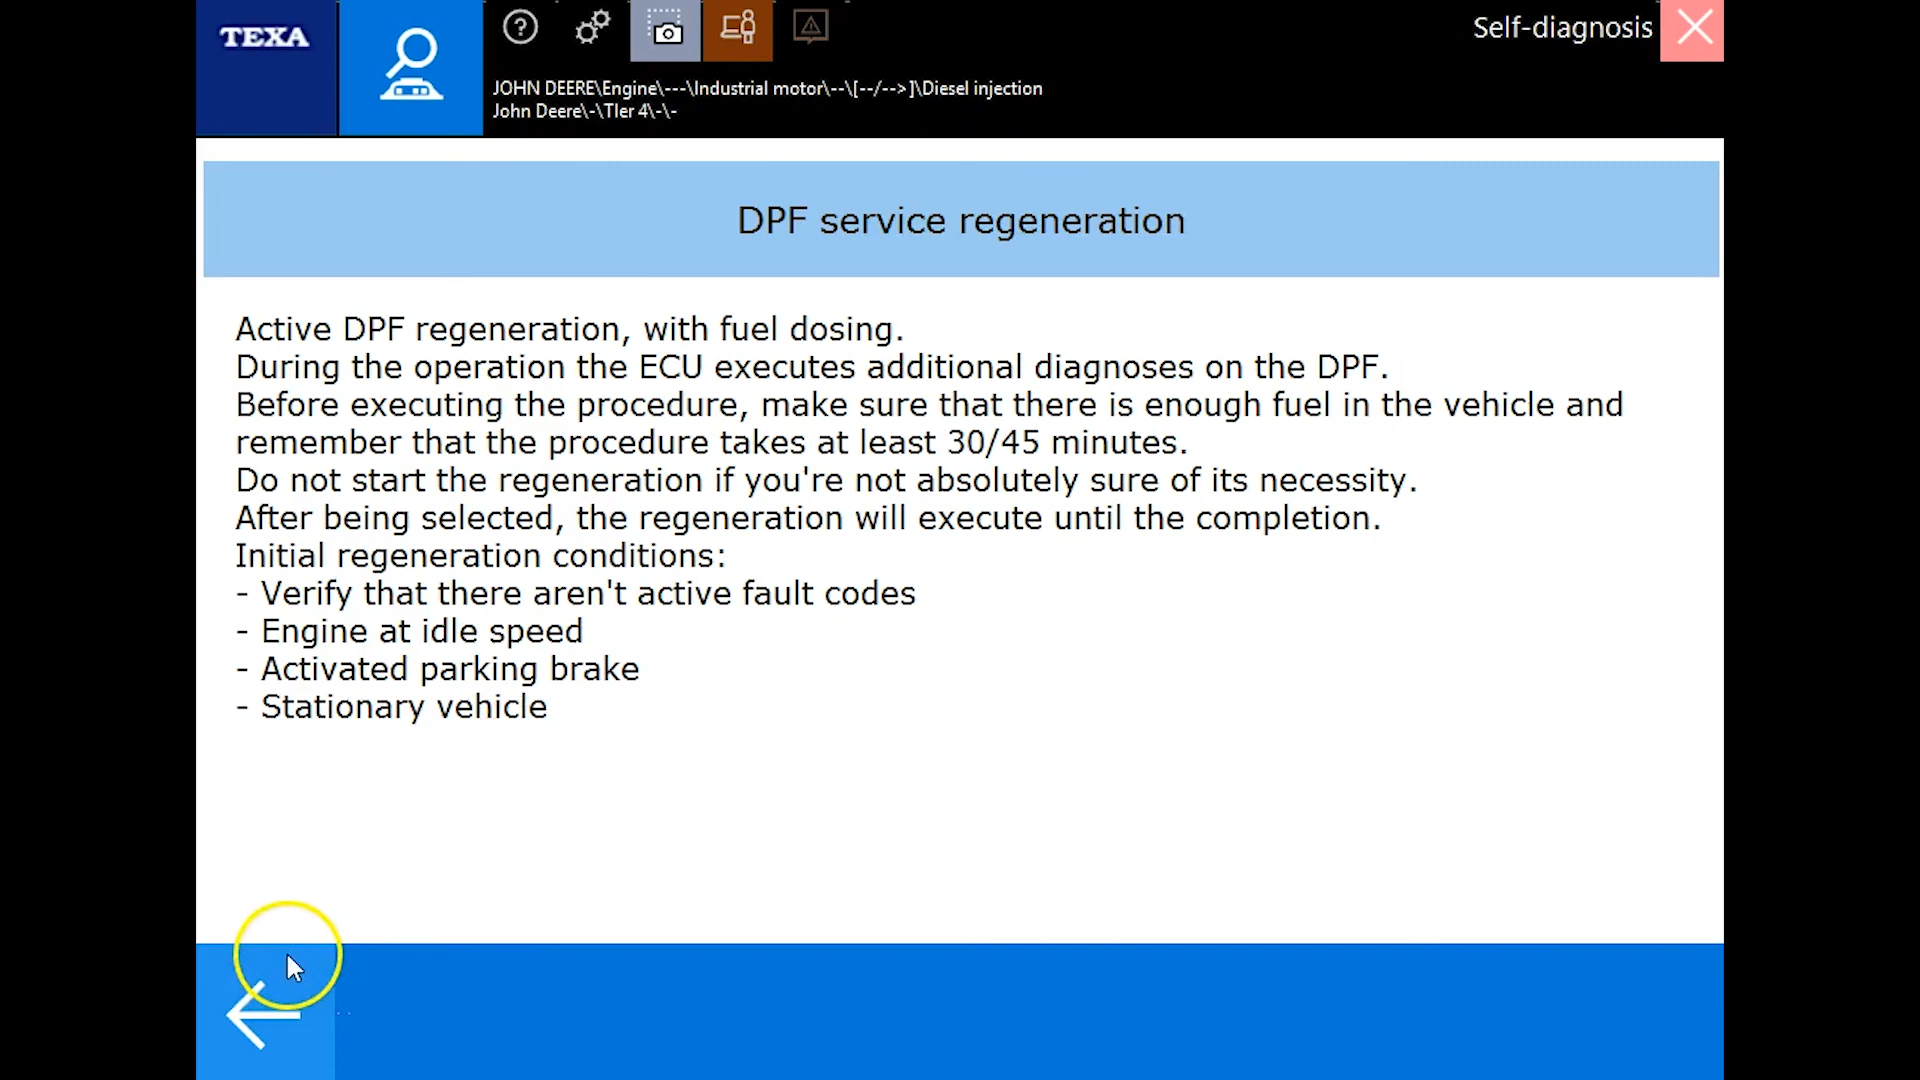 TEXA
Self-diagnosis
JOHN DEERE\Engine\---\Industrial motor\--\[--/-->]\Diesel injection
John Deere\-\TIer 4\-\-
DPF service regeneration
Active DPF regeneration, with fuel dosing.
During the operation the ECU executes additional diagnoses on the DPF.
Before executing the procedure, make sure that there is enough fuel in the vehicle and
remember that the procedure takes at least 30/45 minutes.
Do not start the regeneration if you're not absolutely sure of its necessity.
After being selected, the regeneration will execute until the completion.
Initial regeneration conditions:
- Verify that there aren't active fault codes
- Engine at idle speed
- Activated parking brake
- Stationary vehicle